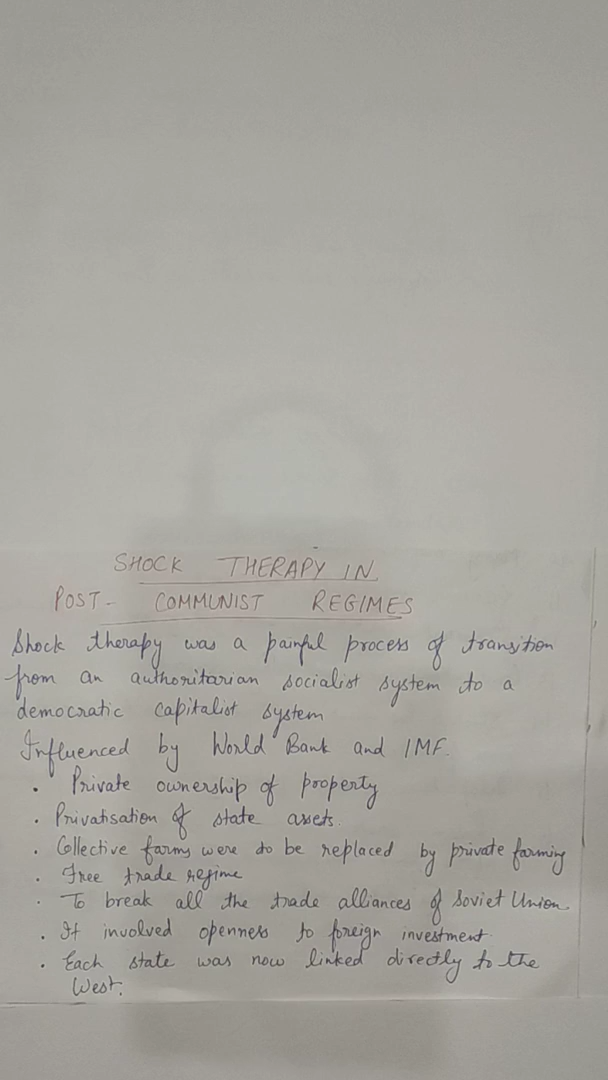 SHOCK THERAPY IN
POST- COMMUNIST REGIMES
Shock therapy was a painful process of transition
from an authoritarian socialist system to a
democratic capitalist system
Influenced by World Bank and IMF.
• Private ownership of property
• Privatisation of state assets.
• Collective farms were to be replaced by private farming
• Free trade regime
• To break all the trade alliances of Soviet Union
• It involved openness to foreign investment
• Each state was now linked directly to the
West.